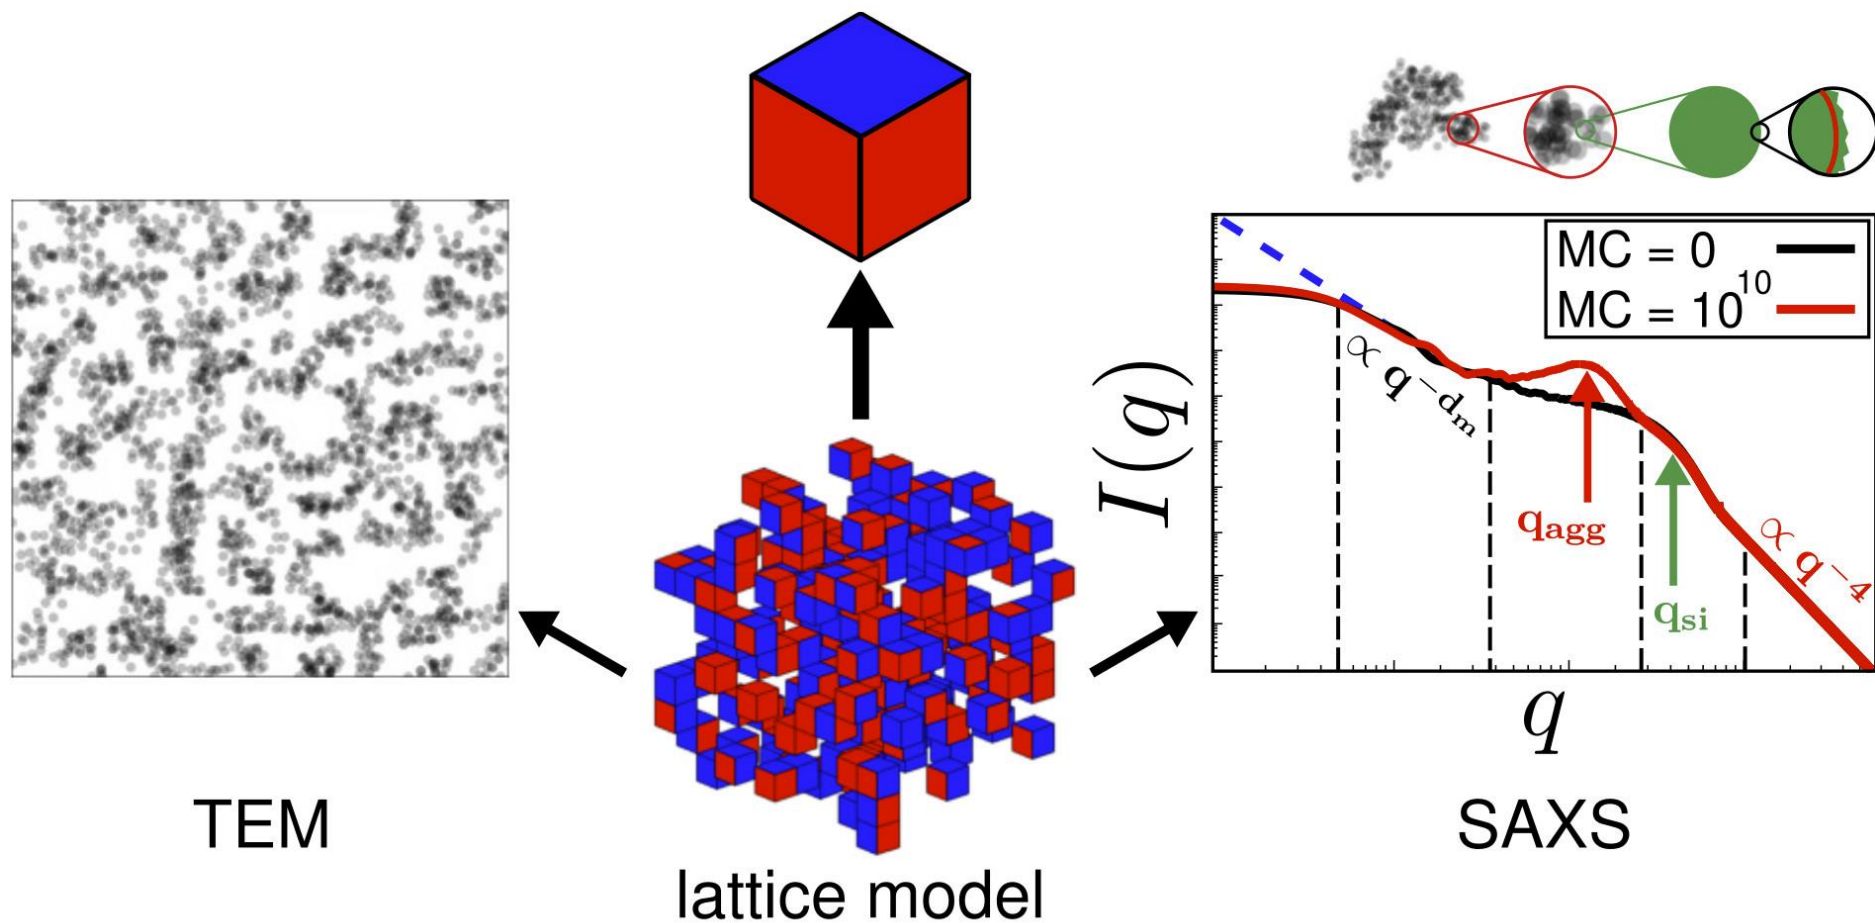 MC = 0
MC = 10^10
∝ q^−d_m
I(q)
q_agg
∝ q^−4
q_si
q
TEM
SAXS
lattice model